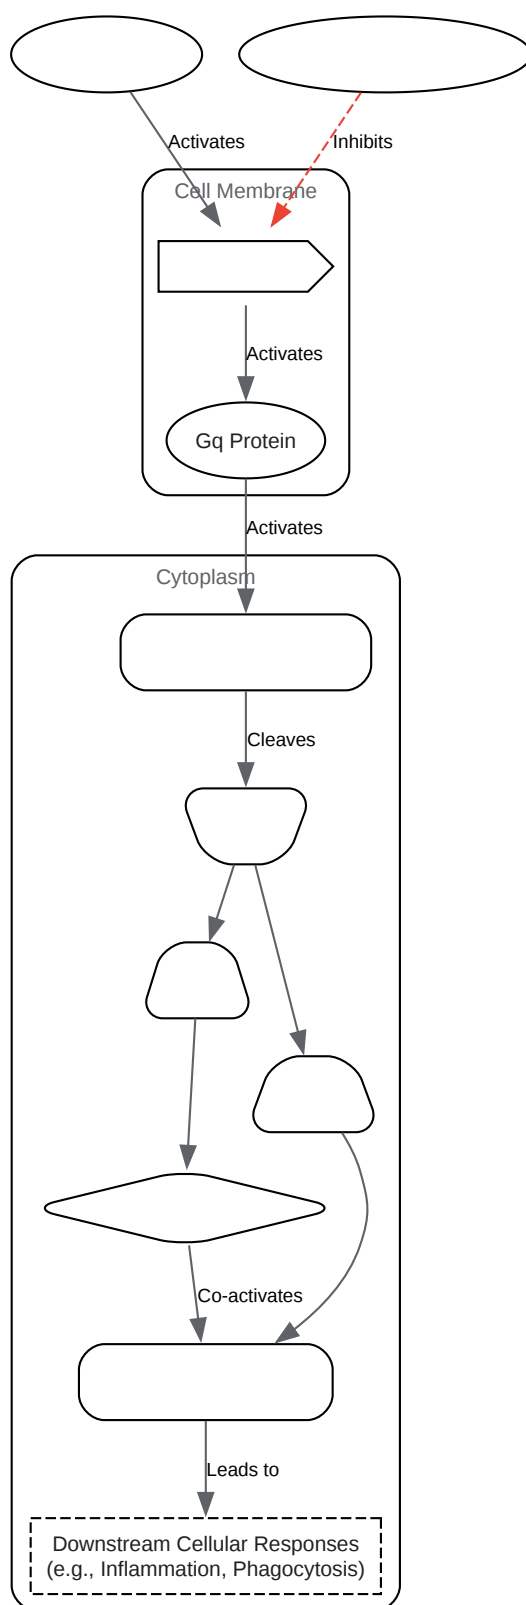 Activates
Inhibits
Cell Membrane
Activates
Gq Protein
Activates
Cytoplasm
Cleaves
Co-activates
Leads to
Downstream Cellular Responses
(e.g., Inflammation, Phagocytosis)